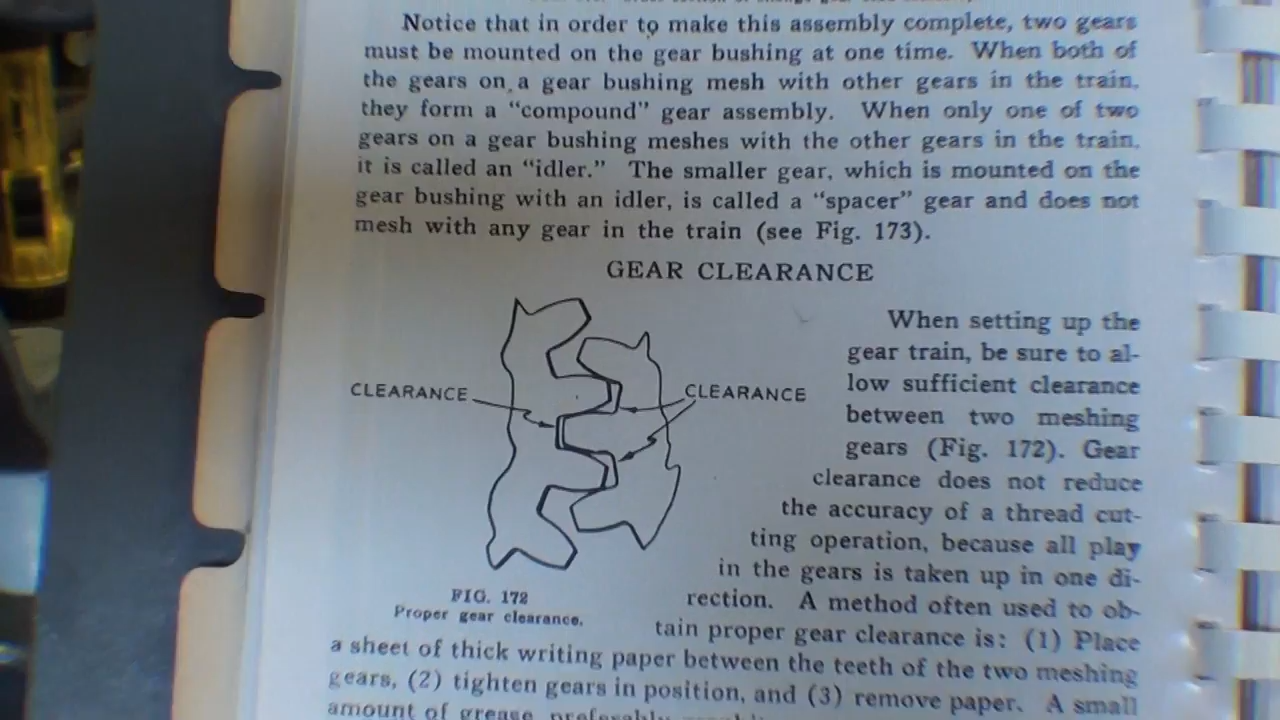 Notice that in order to make this assembly complete, two gears
must be mounted on the gear bushing at one time. When both of
the gears on a gear bushing mesh with other gears in the train,
they form a "compound" gear assembly. When only one of two
gears on a gear bushing meshes with the other gears in the train,
it is called an "idler." The smaller gear, which is mounted on the
gear bushing with an idler, is called a "spacer" gear and does not
mesh with any gear in the train (see Fig. 173).
GEAR CLEARANCE
CLEARANCE
CLEARANCE
FIG. 172
Proper gear clearance.
When setting up the
gear train, be sure to al-
low sufficient clearance
between two meshing
gears (Fig. 172). Gear
clearance does not reduce
the accuracy of a thread cut-
ting operation, because all play
in the gears is taken up in one di-
rection. A method often used to ob-
tain proper gear clearance is: (1) Place
a sheet of thick writing paper between the teeth of the two meshing
gears, (2) tighten gears in position, and (3) remove paper. A small
amount of grease, preferably